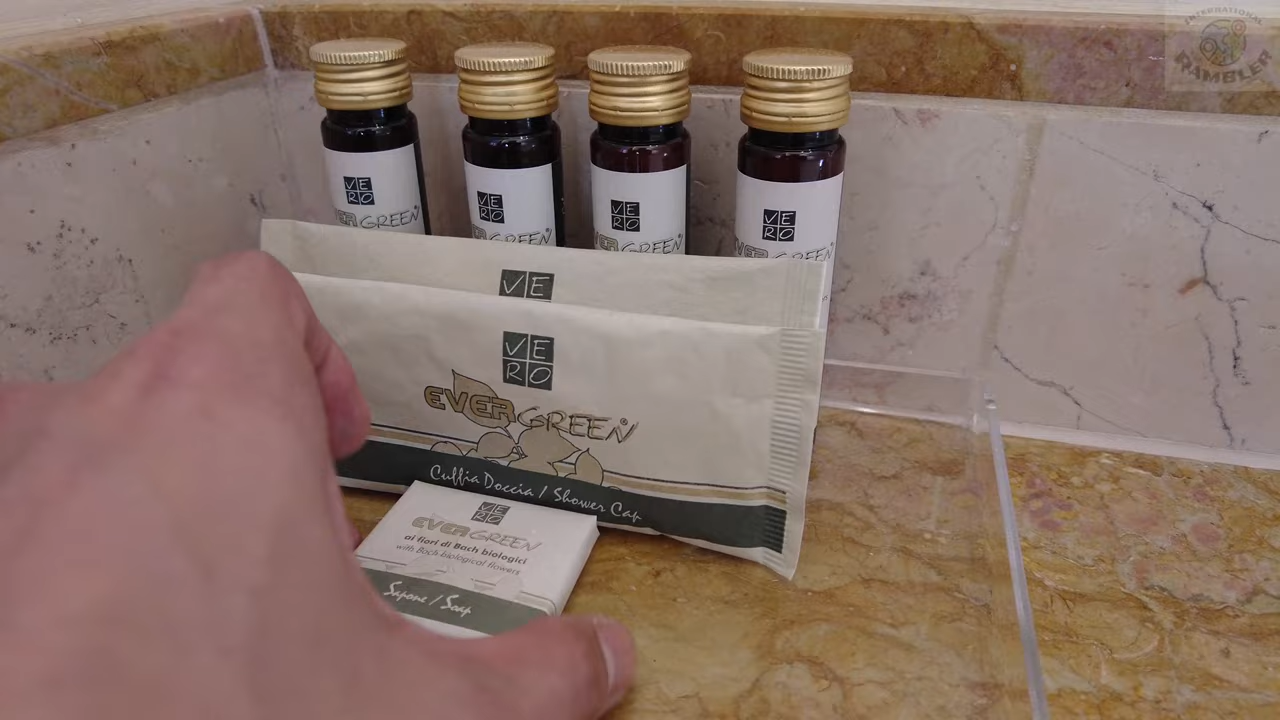 INTERNATIONAL
RAMBLER
VE
RO
EVERGREEN
VE
RO
EVERGREEN
VE
RO
EVERGREEN
VE
RO
EVERGREEN
VE
VE
RO
EVERGREEN®
Cuffia Doccia / Shower Cap
VE
RO
EVERGREEN
ai fiori di Bach biologici
with Bach biological flowers
Sapone / Soap